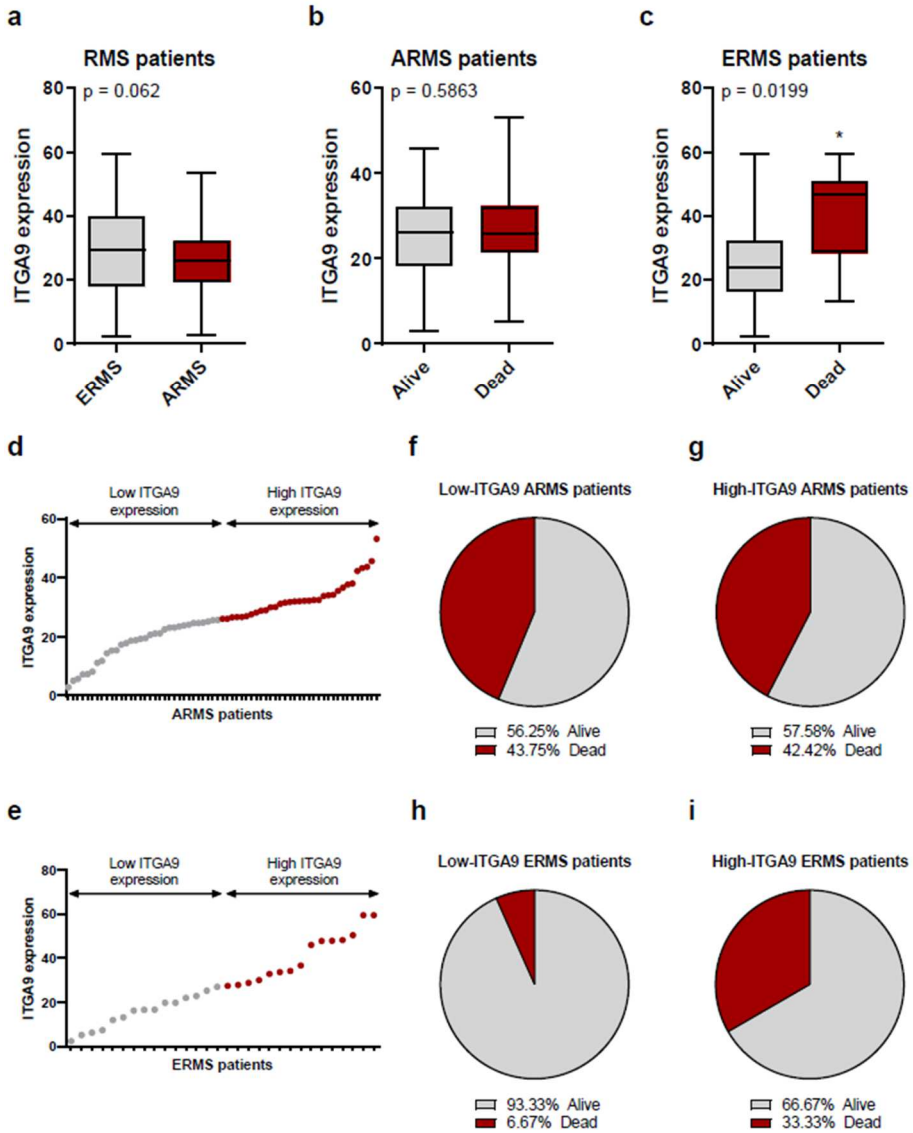 a
RMS patients
p = 0.062
ITGA9 expression
80
60
40
20
0
ERMS
ARMS
b
ARMS patients
p = 0.5863
ITGA9 expression
60
40
20
0
Alive
Dead
c
ERMS patients
p = 0.0199
*
ITGA9 expression
80
60
40
20
0
Alive
Dead
d
Low ITGA9
expression
High ITGA9
expression
ITGA9 expression
60
40
20
0
ARMS patients
f
Low-ITGA9 ARMS patients
56.25% Alive
43.75% Dead
g
High-ITGA9 ARMS patients
57.58% Alive
42.42% Dead
e
Low ITGA9
expression
High ITGA9
expression
ITGA9 expression
80
60
40
20
0
ERMS patients
h
Low-ITGA9 ERMS patients
93.33% Alive
6.67% Dead
i
High-ITGA9 ERMS patients
66.67% Alive
33.33% Dead